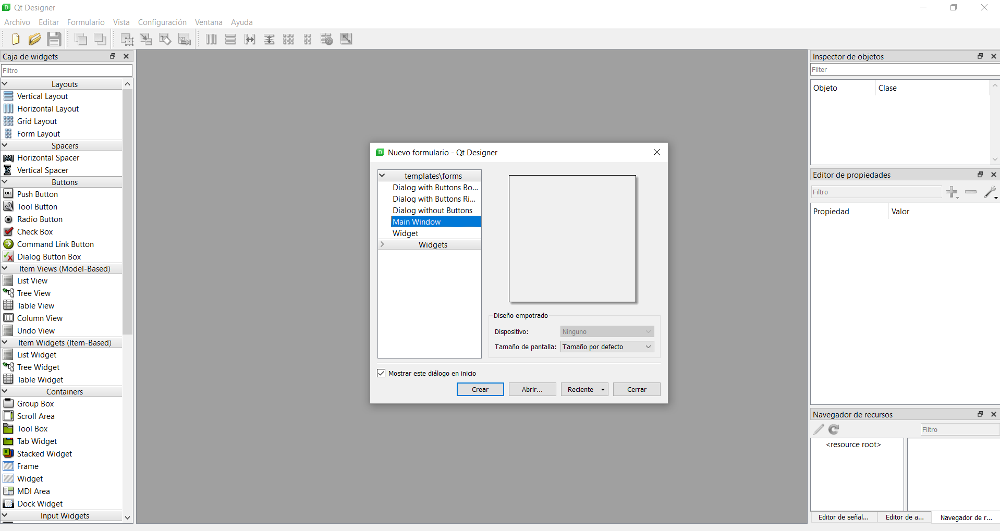 Qt Designer
Archivo Editar Formulario Vista Configuración Ventana Ayuda
123
Caja de widgets
Filtro
Layouts
Vertical Layout
Horizontal Layout
Grid Layout
Form Layout
Spacers
Horizontal Spacer
Vertical Spacer
Buttons
OK Push Button
Tool Button
Radio Button
Check Box
Command Link Button
Dialog Button Box
Item Views (Model-Based)
List View
Tree View
Table View
Column View
Undo View
Item Widgets (Item-Based)
List Widget
Tree Widget
Table Widget
Containers
Group Box
Scroll Area
Tool Box
Tab Widget
Stacked Widget
Frame
Widget
MDI Area
Dock Widget
Input Widgets
Nuevo formulario - Qt Designer
templates\forms
Dialog with Buttons Bo...
Dialog with Buttons Ri...
Dialog without Buttons
Main Window
Widget
Widgets
Diseño empotrado
Dispositivo: Ninguno
Tamaño de pantalla: Tamaño por defecto
Mostrar este diálogo en inicio
Crear Abrir... Reciente Cerrar
Inspector de objetos
Filter
Objeto Clase
Editor de propiedades
Filtro
Propiedad Valor
Navegador de recursos
Filtro
<resource root>
Editor de señal... Editor de a... Navegador de r...